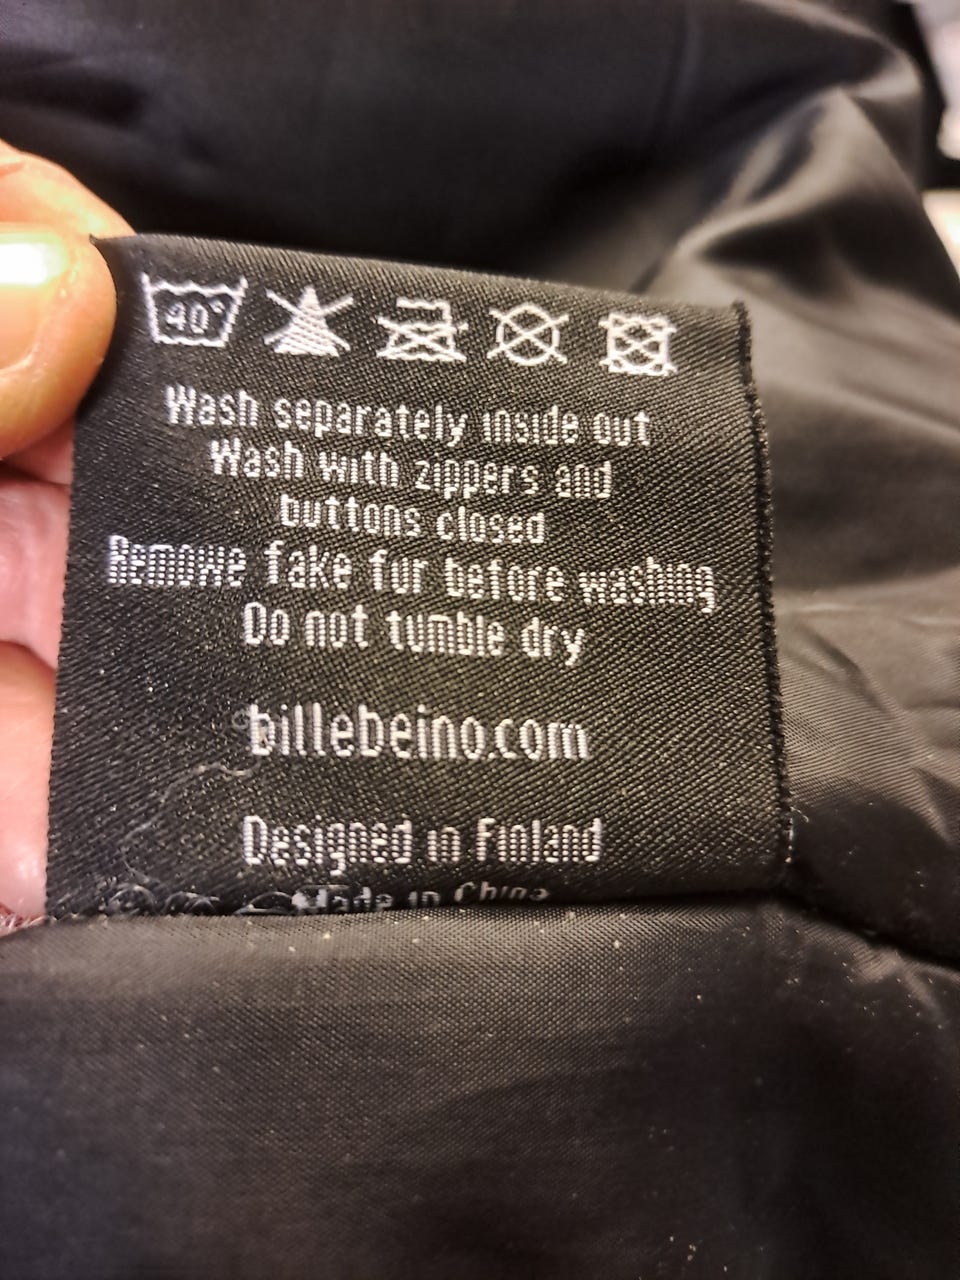 40°
Wash separately inside out
Wash with zippers and
buttons closed
Remowe fake fur before washing
Do not tumble dry
billebeino.com
Designed in Finland
Made in China